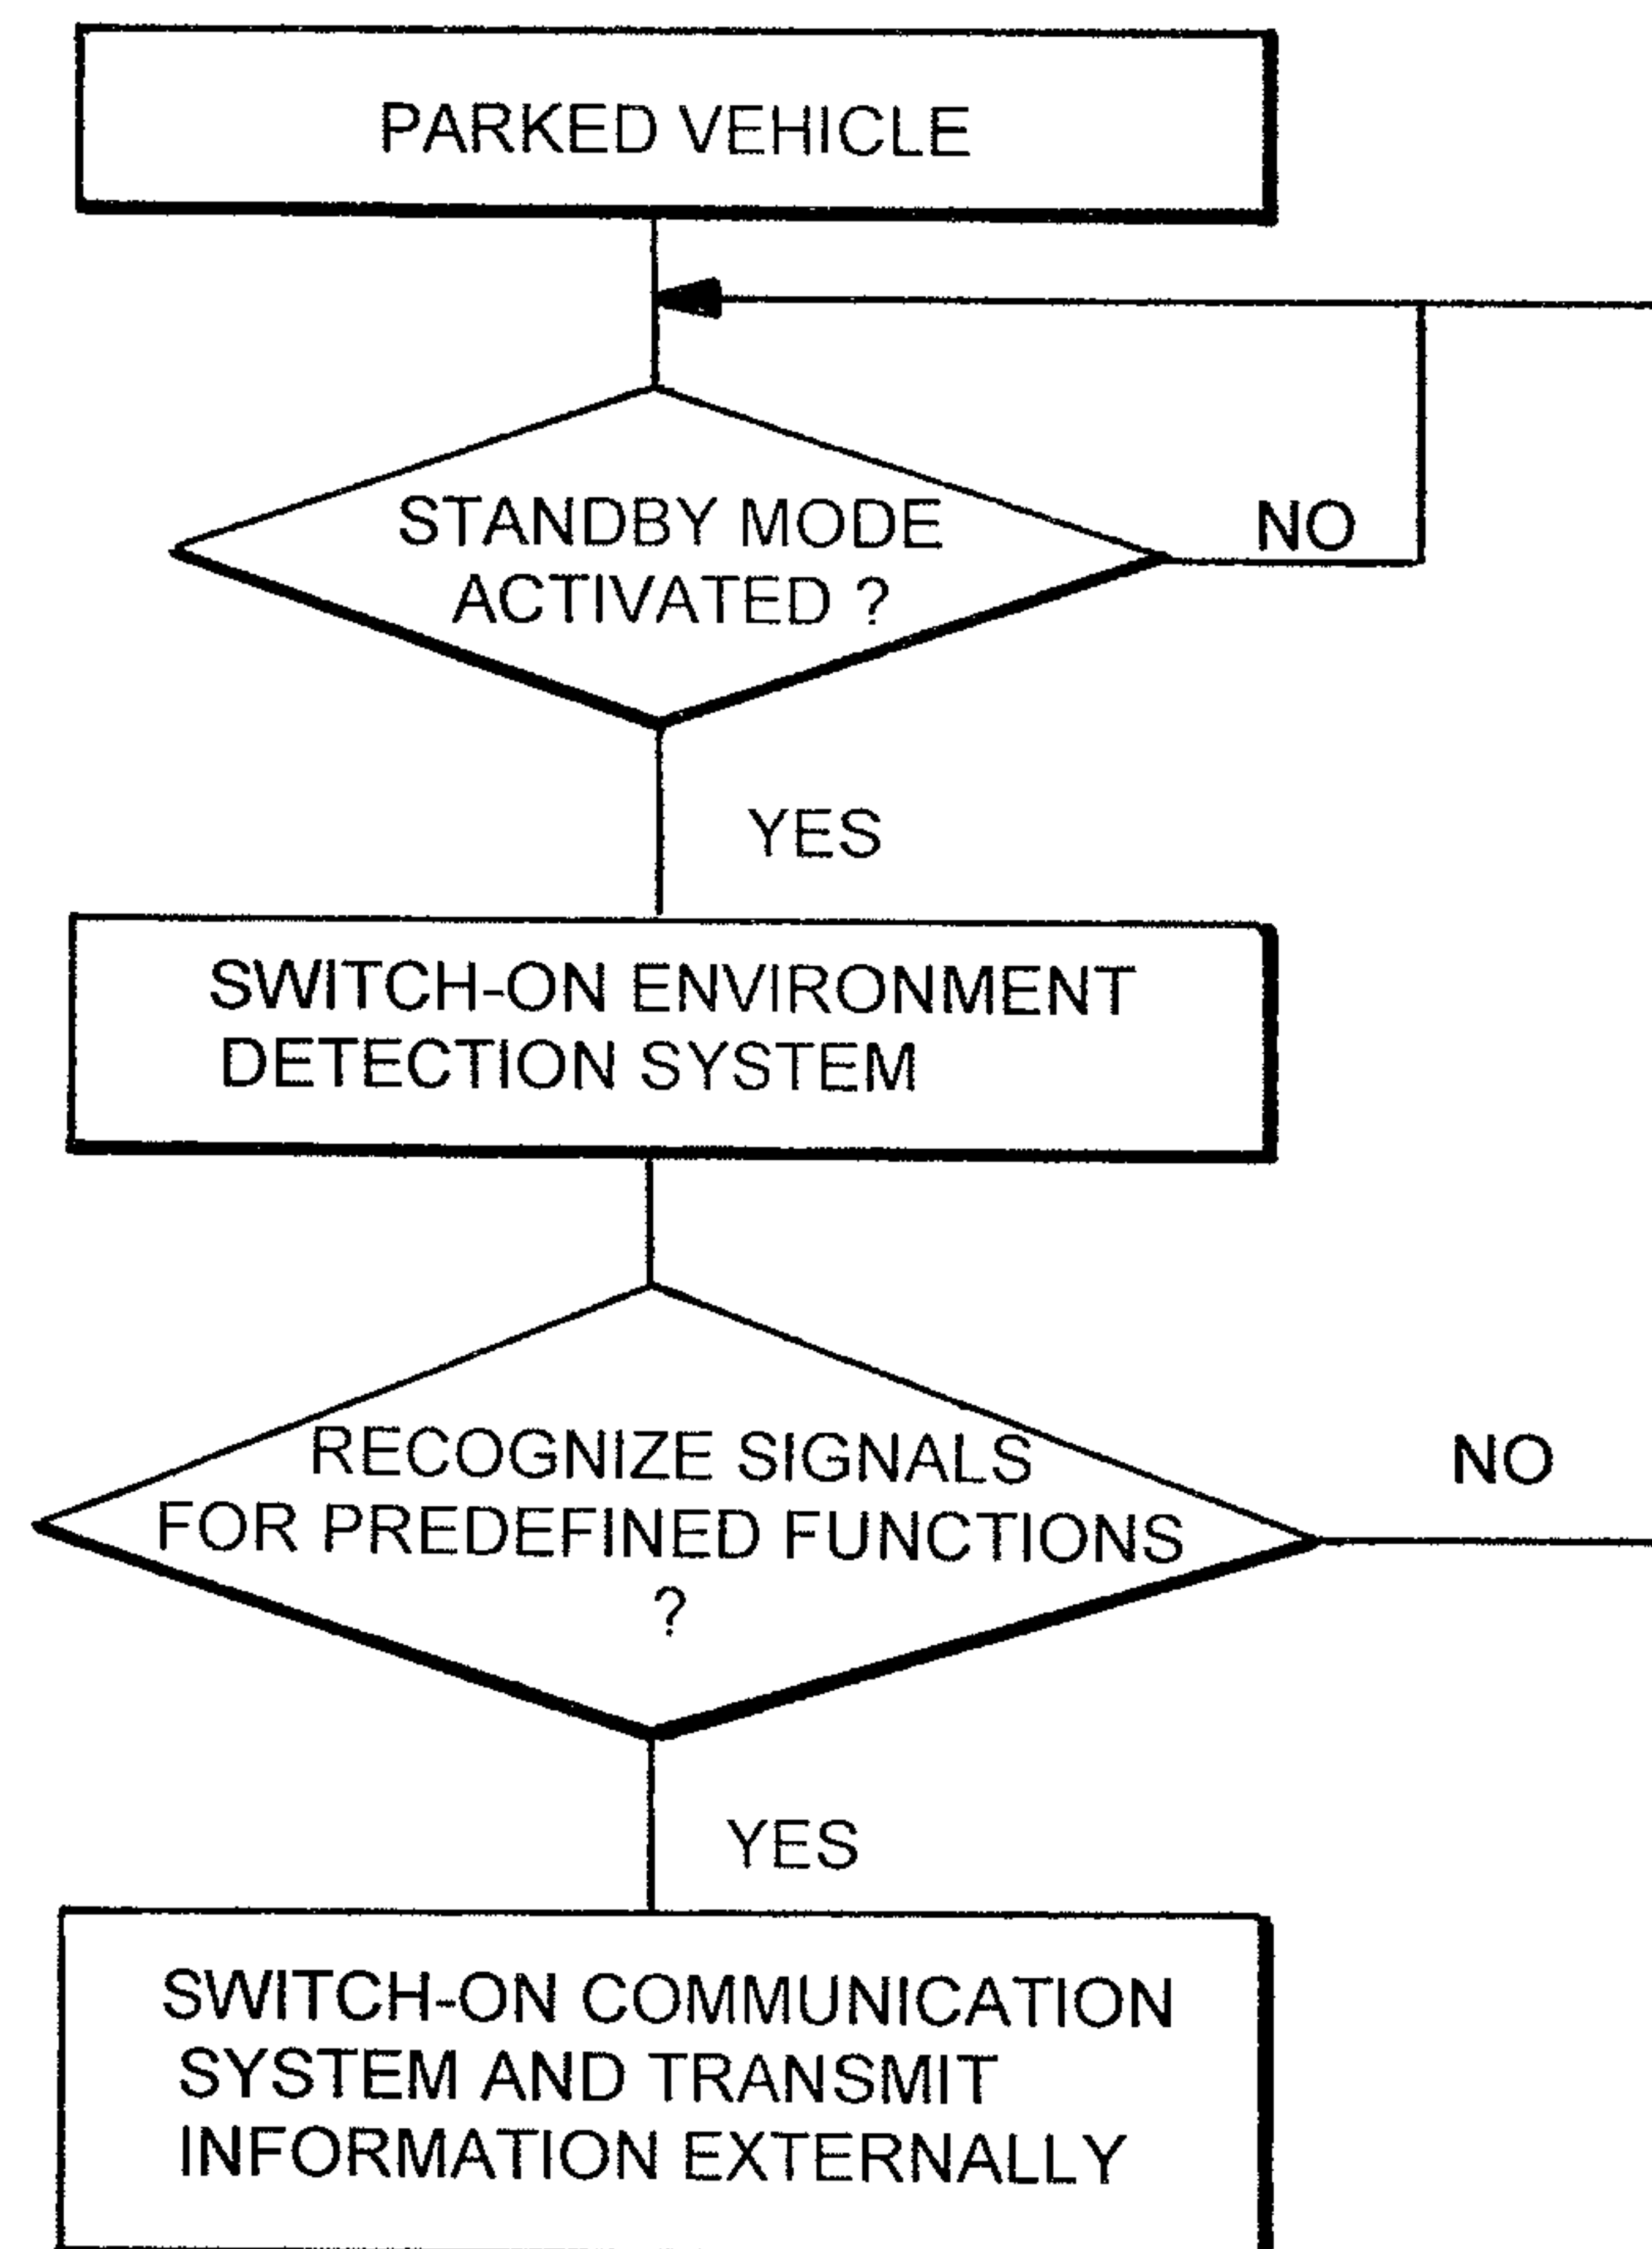 PARKED VEHICLE
STANDBY MODE
ACTIVATED ?
NO
YES
SWITCH-ON ENVIRONMENT
DETECTION SYSTEM
RECOGNIZE SIGNALS
FOR PREDEFINED FUNCTIONS
?
NO
YES
SWITCH-ON COMMUNICATION
SYSTEM AND TRANSMIT
INFORMATION EXTERNALLY